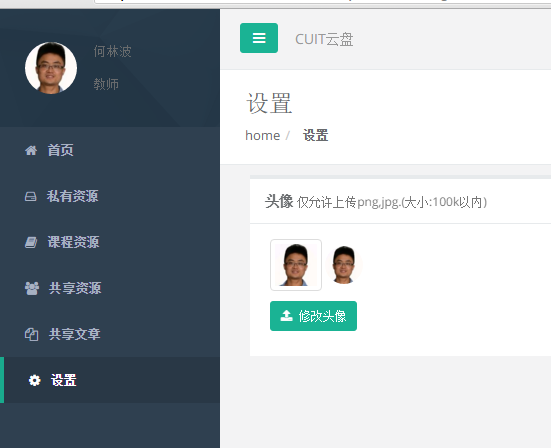 何林波
教师
首页
私有资源
课程资源
共享资源
共享文章
设置
CUIT云盘
设置
home / 设置
头像 仅允许上传png,jpg.(大小:100k以内)
修改头像